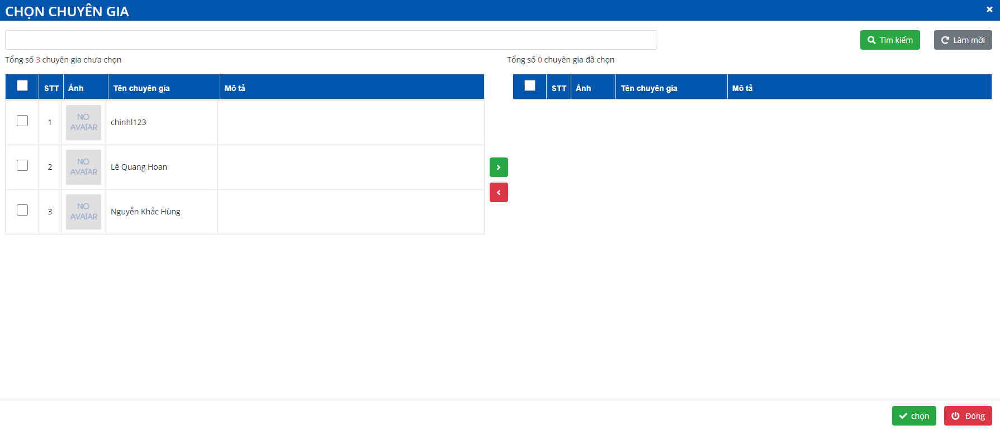 CHỌN CHUYÊN GIA
Tìm kiếm
Làm mới
Tổng số 3 chuyên gia chưa chọn
Tổng số 0 chuyên gia đã chọn
STT Ảnh Tên chuyên gia Mô tả
1 NO AVATAR chinhl123
2 NO AVATAR Lê Quang Hoan
3 NO AVATAR Nguyễn Khắc Hùng
STT Ảnh Tên chuyên gia Mô tả
chọn
Đóng